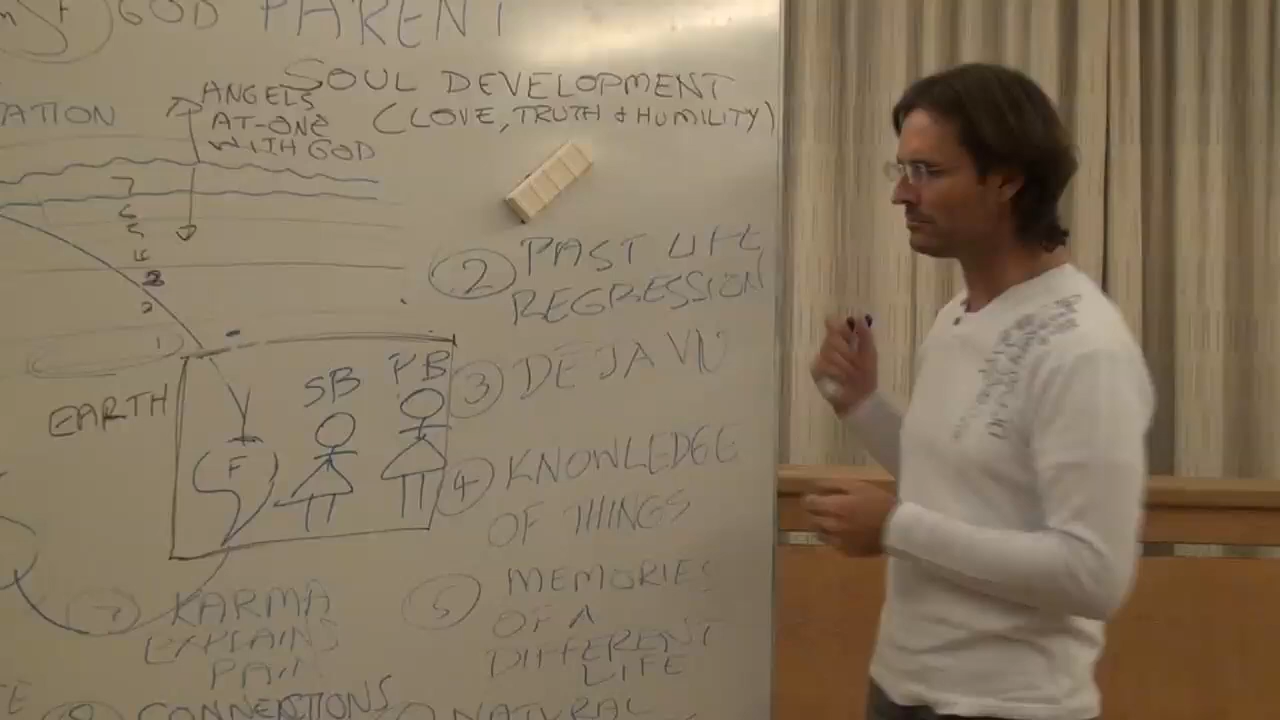 GOD PARENT
SOUL DEVELOPMENT
(LOVE, TRUTH & HUMILITY)
ATION
ANGELS
AT-ONE
WITH GOD
7
6
5
4
3
2
1
EARTH
F
SB
PB
② PAST LIFE
REGRESSION
③ DEJA VU
④ KNOWLEDGE
OF THINGS
⑤ MEMORIES
OF A
DIFFERENT
LIFE
⑦ KARMA
EXPLAINS
PAIN
CONNECTIONS
NATURAL